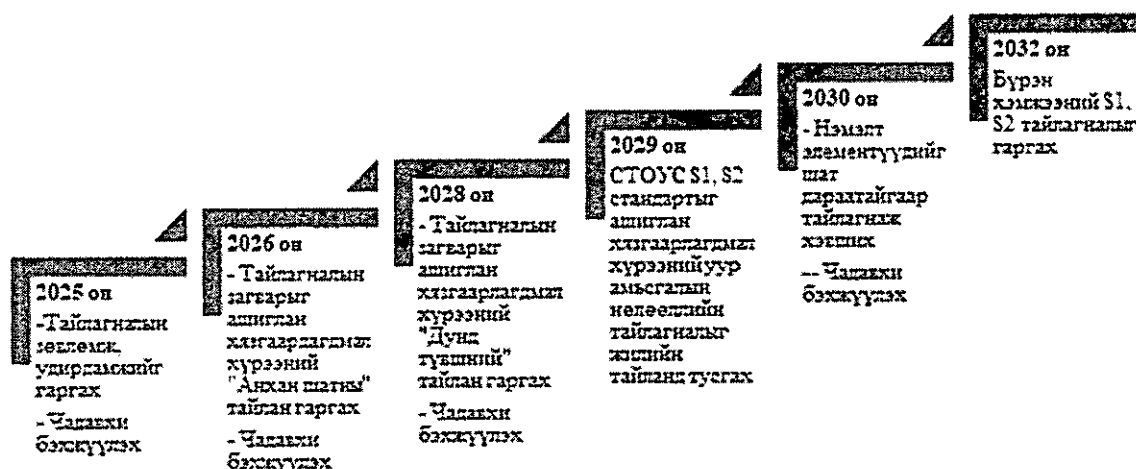 2025 он
-Тайлагналын
зөвлөмж,
удирдамжийг
гаргах
- Чадавхи
бэхжүүлэх
2026 он
- Тайлагналын
загварыг
ашиглан
хязгаарлагдмал
хүрээний
"Анхан шатны"
тайлан гаргах
- Чадавхи
бэхжүүлэх
2028 он
- Тайлагналын
загварыг
ашиглан
хязгаарлагдмал
хүрээний
"Дунд
түвшний"
тайлан гаргах
- Чадавхи
бэхжүүлэх
2029 он
СТОУС S1, S2
стандартыг
ашиглан
хязгаарлагдмал
хүрээний уур
амьсгалын
нөлөөллийн
тайлагналыг
жилийн
тайланд тусгах
2030 он
- Нэмэлт
элементүүдийг
шат
дараатайгаар
тайлагнаж
хэвших
-- Чадавхи
бэхжүүлэх
2032 он
Бүрэн
хэмжээний S1,
S2 тайлагналыг
гаргах